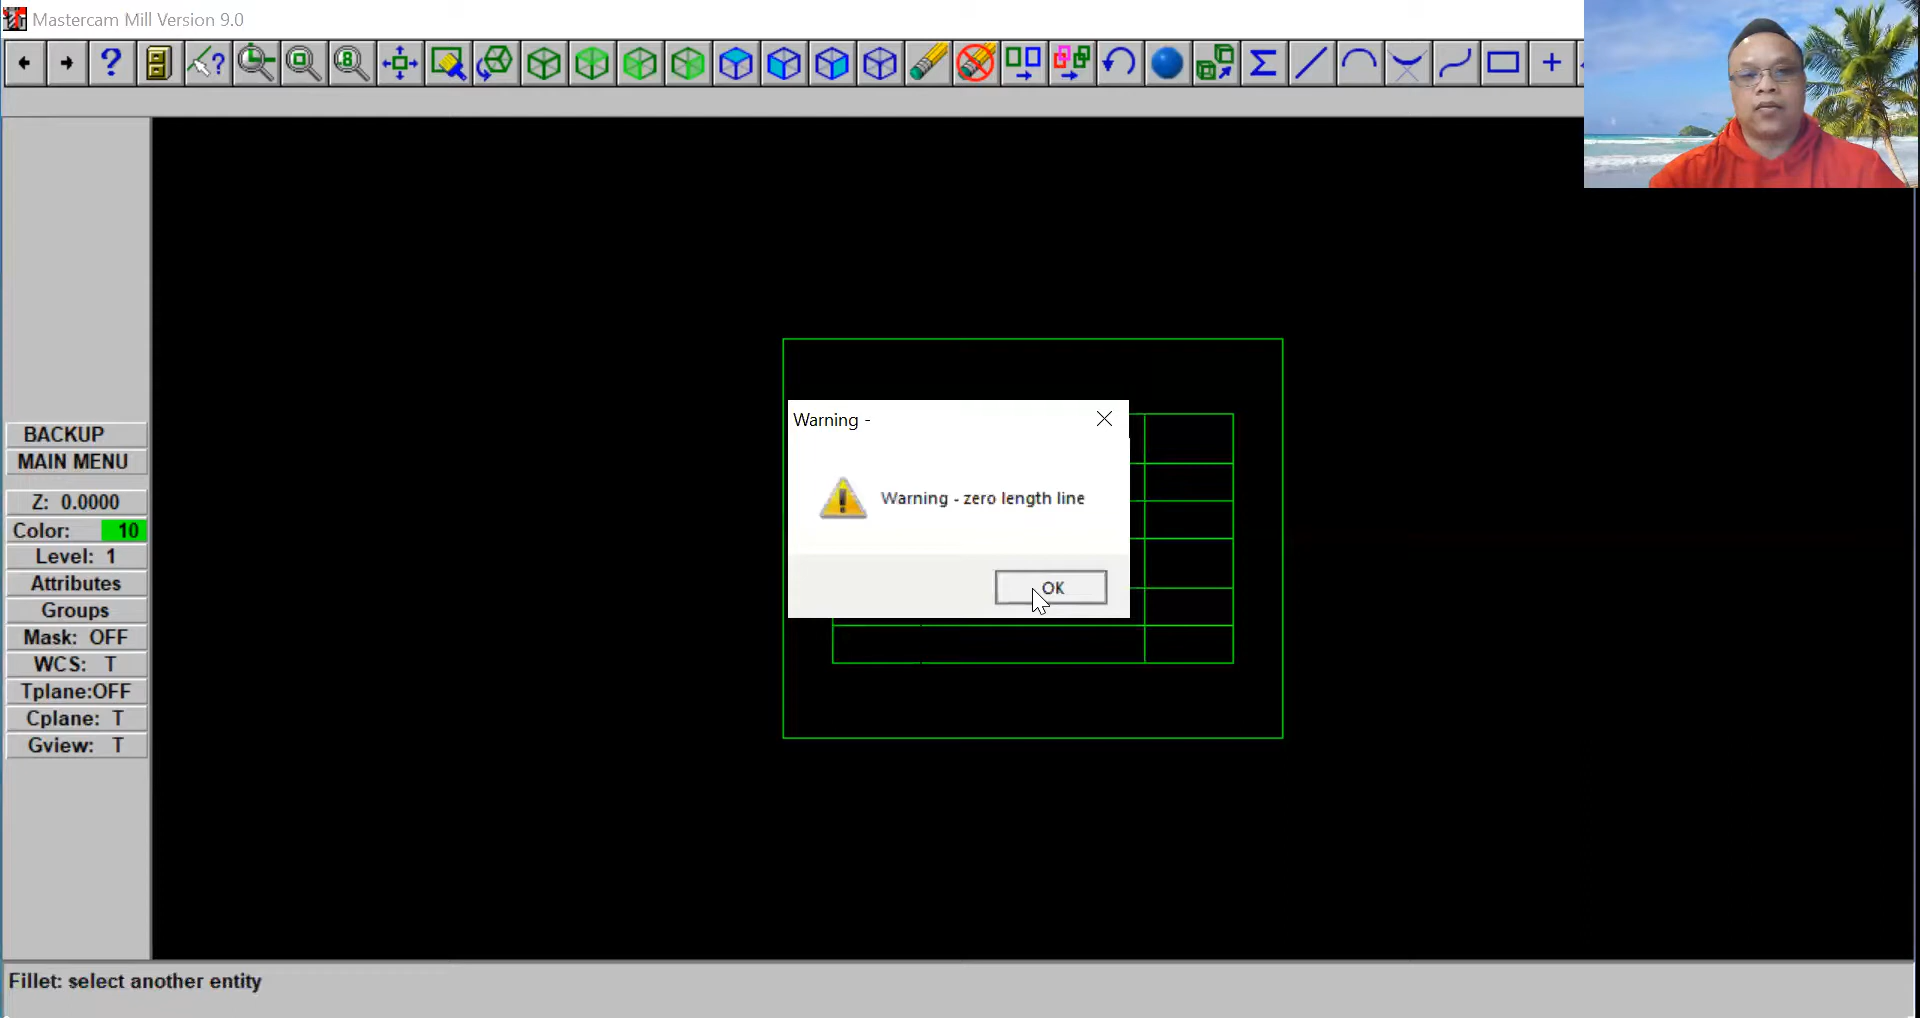 Mastercam Mill Version 9.0
BACKUP
MAIN MENU
Z: 0.0000
Color: 10
Level: 1
Attributes
Groups
Mask: OFF
WCS: T
Tplane:OFF
Cplane: T
Gview: T
Warning -
Warning - zero length line
OK
Fillet: select another entity